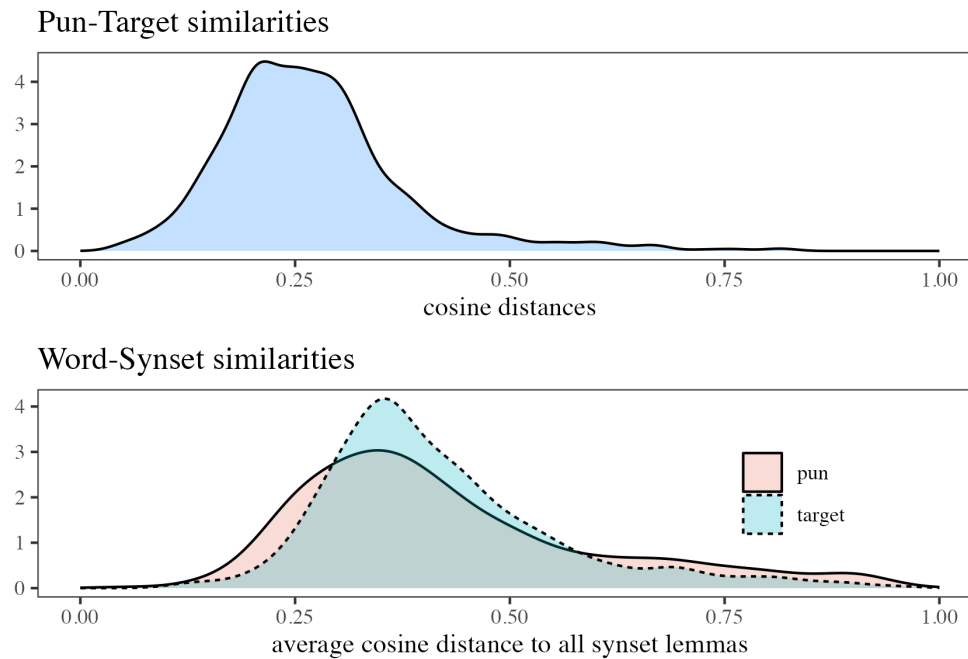 Pun-Target similarities
4
3
2
1
0
0.00 0.25 0.50 0.75 1.00
cosine distances
Word-Synset similarities
4
3
pun
2
target
1
0
0.00 0.25 0.50 0.75 1.00
average cosine distance to all synset lemmas